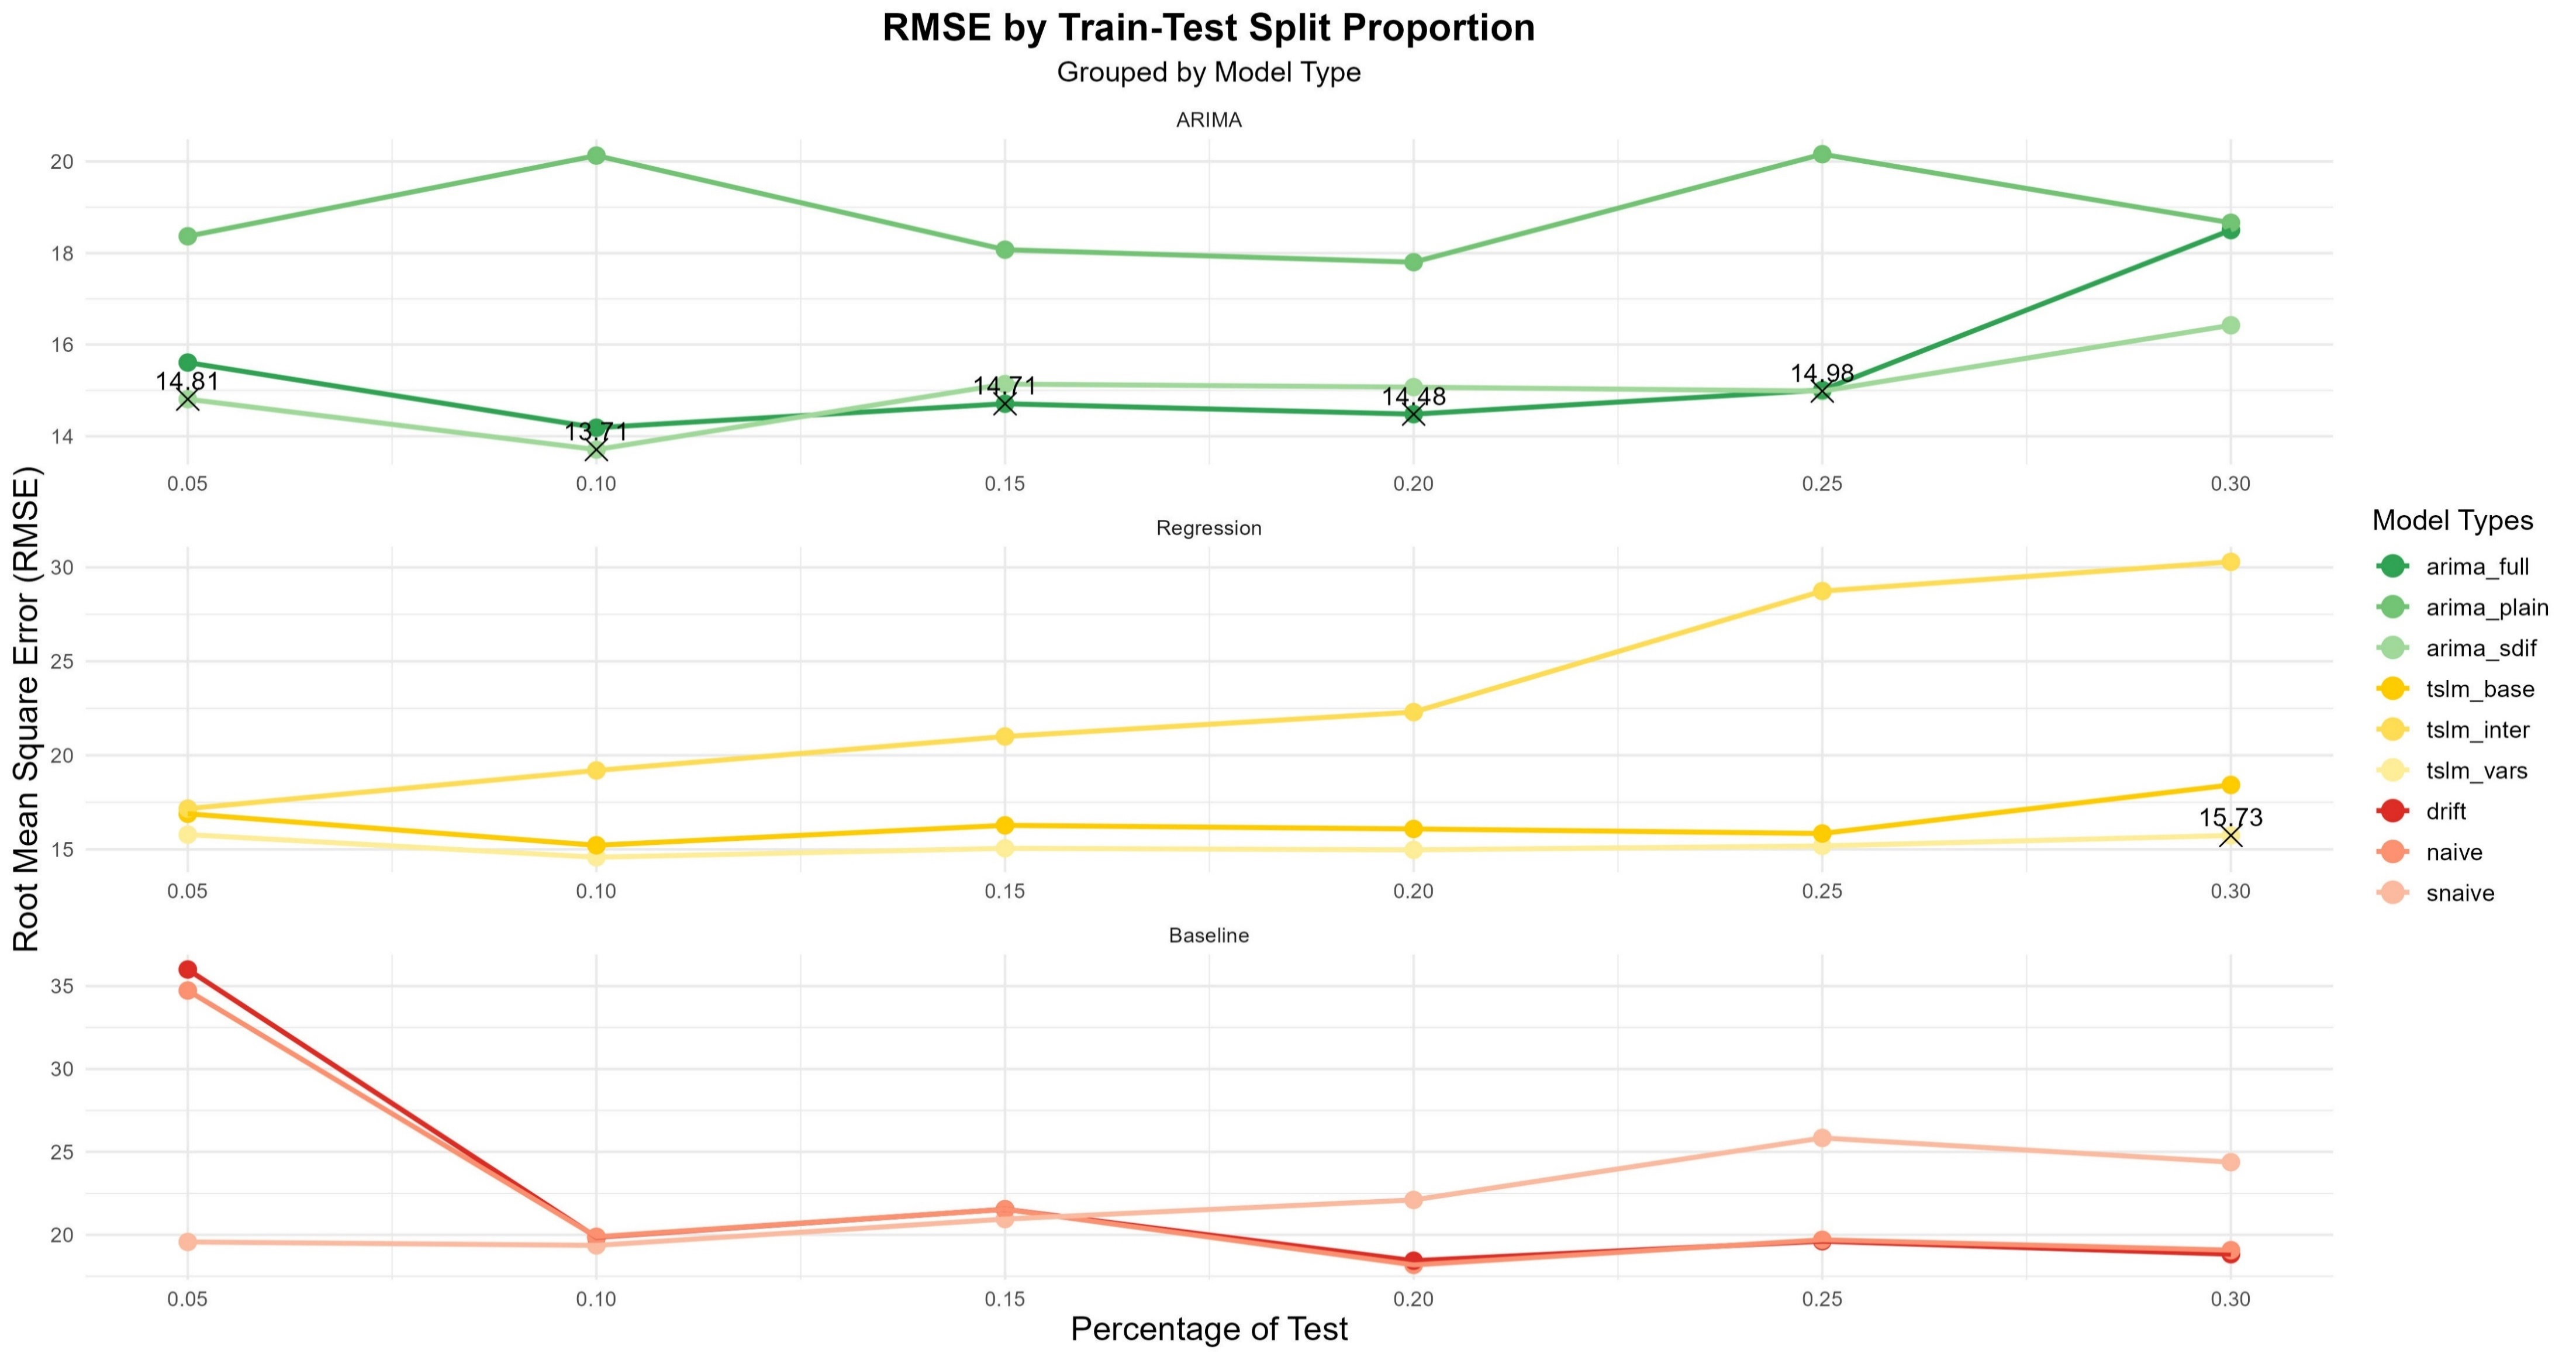 RMSE by Train-Test Split Proportion
Grouped by Model Type
Root Mean Square Error (RMSE)
ARIMA
20
18
16
14
14.81
13.71
14.71
14.48
14.98
0.05 0.10 0.15 0.20 0.25 0.30
Regression
30
25
20
15
15.73
0.05 0.10 0.15 0.20 0.25 0.30
Baseline
35
30
25
20
0.05 0.10 0.15 0.20 0.25 0.30
Percentage of Test
Model Types
arima_full
arima_plain
arima_sdif
tslm_base
tslm_inter
tslm_vars
drift
naive
snaive